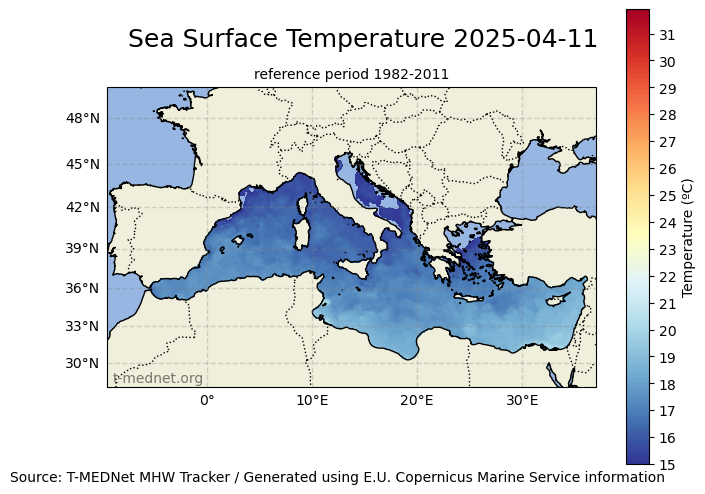 Sea Surface Temperature 2025-04-11
reference period 1982-2011
48°N
45°N
42°N
39°N
36°N
33°N
30°N
0°
10°E
20°E
30°E
t-mednet.org
31
30
29
28
27
26
25
24
23
22
21
20
19
18
17
16
15
Temperature (ºC)
Source: T-MEDNet MHW Tracker / Generated using E.U. Copernicus Marine Service information